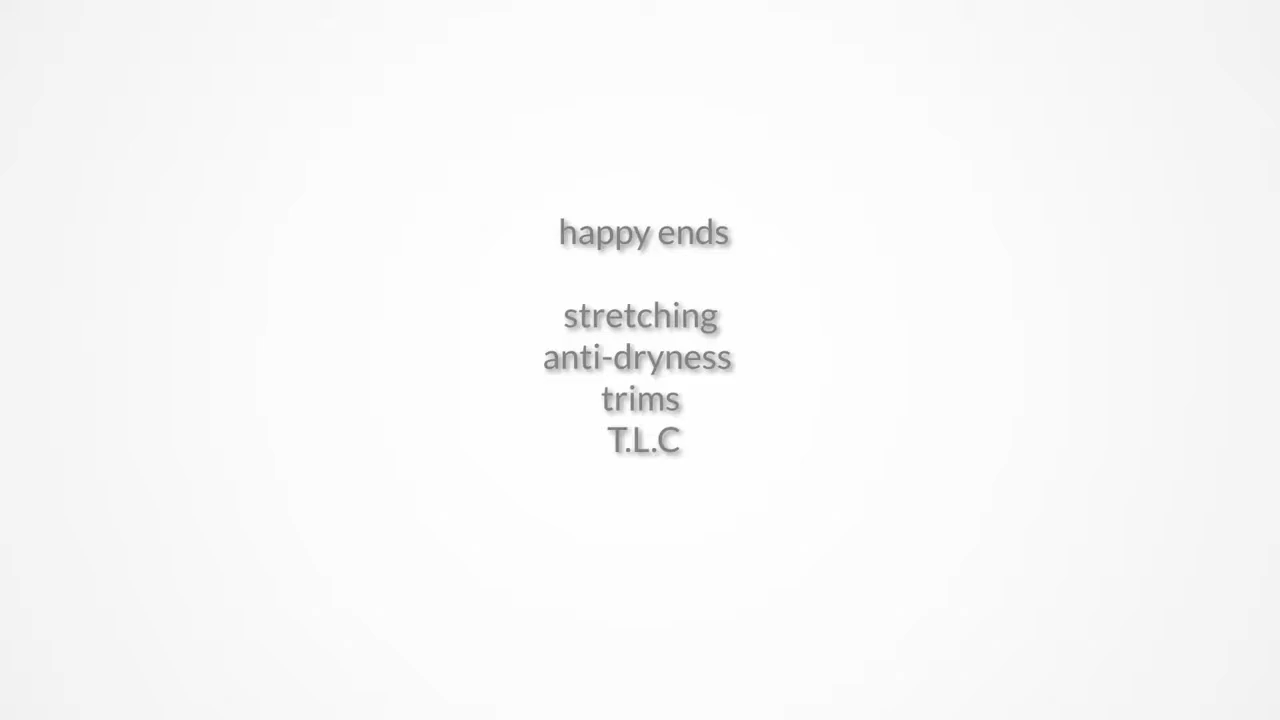 happy ends
stretching
anti-dryness
trims
T.L.C